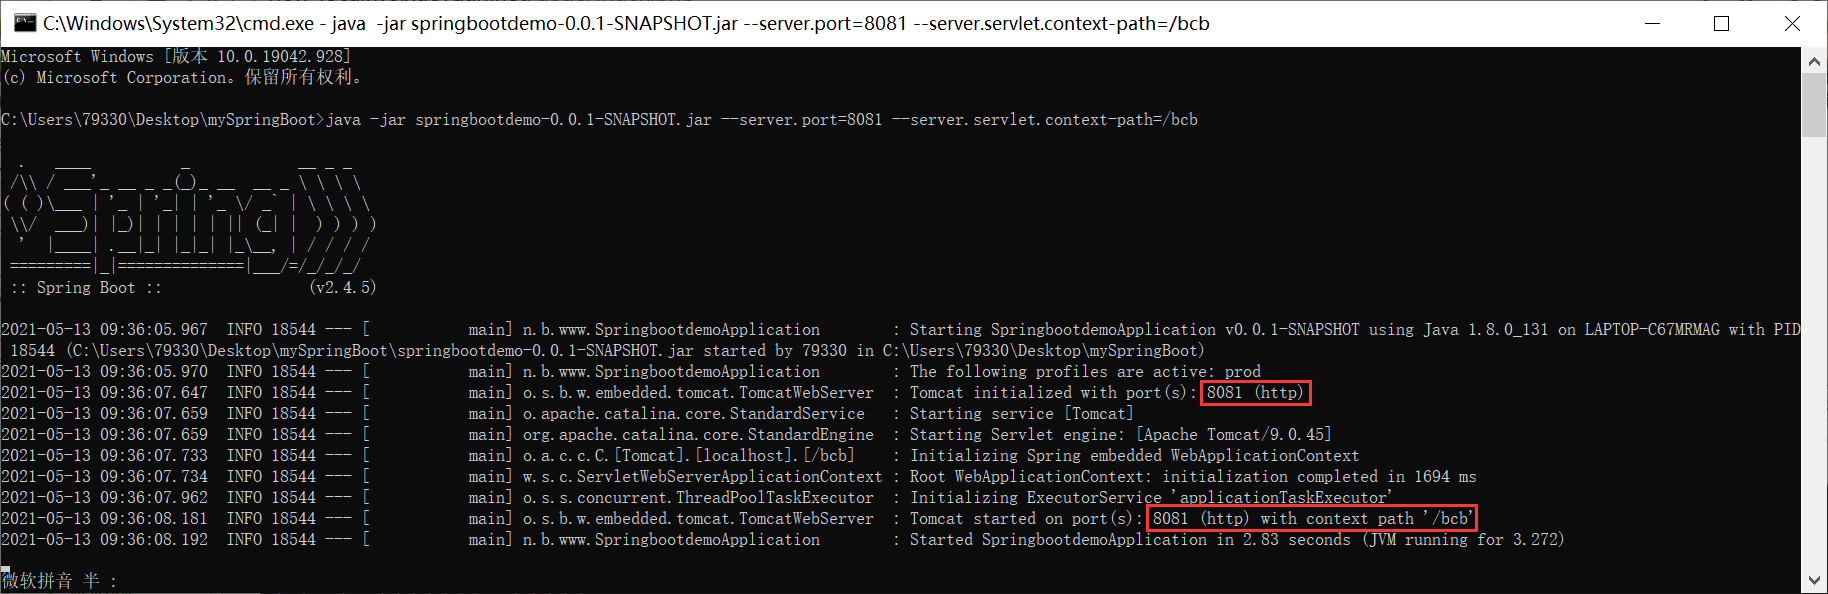 C:\Windows\System32\cmd.exe - java  -jar springbootdemo-0.0.1-SNAPSHOT.jar --server.port=8081 --server.servlet.context-path=/bcb
Microsoft Windows [版本 10.0.19042.928]
(c) Microsoft Corporation。保留所有权利。
C:\Users\79330\Desktop\mySpringBoot>java -jar springbootdemo-0.0.1-SNAPSHOT.jar --server.port=8081 --server.servlet.context-path=/bcb
  .   ____          _            __ _ _
 /\\ / ___'_ __ _ _(_)_ __  __ _ \ \ \ \
( ( )\___ | '_ | '_| | '_ \/ _` | \ \ \ \
 \\/  ___)| |_)| | | | | || (_| |  ) ) ) )
  '  |____| .__|_| |_|_| |_\__, | / / / /
 =========|_|==============|___/=/_/_/_/
 :: Spring Boot ::                (v2.4.5)
2021-05-13 09:36:05.967  INFO 18544 --- [           main] n.b.www.SpringbootdemoApplication        : Starting SpringbootdemoApplication v0.0.1-SNAPSHOT using Java 1.8.0_131 on LAPTOP-C67MRMAG with PID
 18544 (C:\Users\79330\Desktop\mySpringBoot\springbootdemo-0.0.1-SNAPSHOT.jar started by 79330 in C:\Users\79330\Desktop\mySpringBoot)
2021-05-13 09:36:05.970  INFO 18544 --- [           main] n.b.www.SpringbootdemoApplication        : The following profiles are active: prod
2021-05-13 09:36:07.647  INFO 18544 --- [           main] o.s.b.w.embedded.tomcat.TomcatWebServer  : Tomcat initialized with port(s): 8081 (http)
2021-05-13 09:36:07.659  INFO 18544 --- [           main] o.apache.catalina.core.StandardService   : Starting service [Tomcat]
2021-05-13 09:36:07.659  INFO 18544 --- [           main] org.apache.catalina.core.StandardEngine  : Starting Servlet engine: [Apache Tomcat/9.0.45]
2021-05-13 09:36:07.733  INFO 18544 --- [           main] o.a.c.c.C.[Tomcat].[localhost].[/bcb]    : Initializing Spring embedded WebApplicationContext
2021-05-13 09:36:07.734  INFO 18544 --- [           main] w.s.c.ServletWebServerApplicationContext : Root WebApplicationContext: initialization completed in 1694 ms
2021-05-13 09:36:07.962  INFO 18544 --- [           main] o.s.s.concurrent.ThreadPoolTaskExecutor  : Initializing ExecutorService 'applicationTaskExecutor'
2021-05-13 09:36:08.181  INFO 18544 --- [           main] o.s.b.w.embedded.tomcat.TomcatWebServer  : Tomcat started on port(s): 8081 (http) with context path '/bcb'
2021-05-13 09:36:08.192  INFO 18544 --- [           main] n.b.www.SpringbootdemoApplication        : Started SpringbootdemoApplication in 2.83 seconds (JVM running for 3.272)
微软拼音 半 :